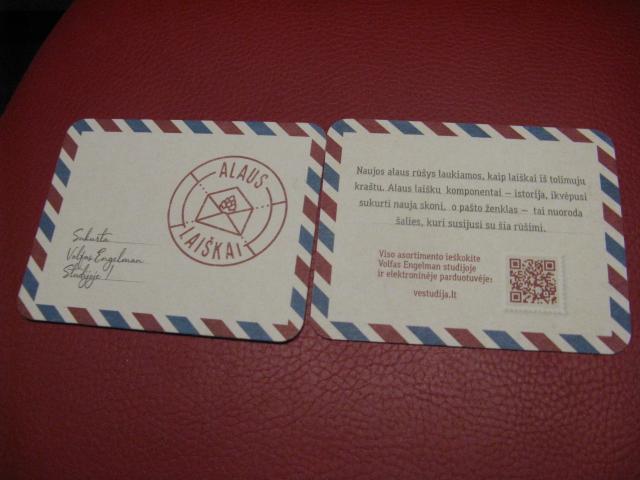 ALAUS
LAIŠKAI
Sukurta
Volfas Engelman
Studijoje !
Naujos alaus rūšys laukiamos, kaip laiškai iš tolimųjų
kraštų. Alaus laiškų komponentai – istorija, įkvėpusi
sukurti naują skonį, o pašto ženklas – tai nuoroda
šalies, kuri susijusi su šia rūšimi.
Viso asortimento ieškokite
Volfas Engelman studijoje
ir elektroninėje parduotuvėje:
vestudija.lt